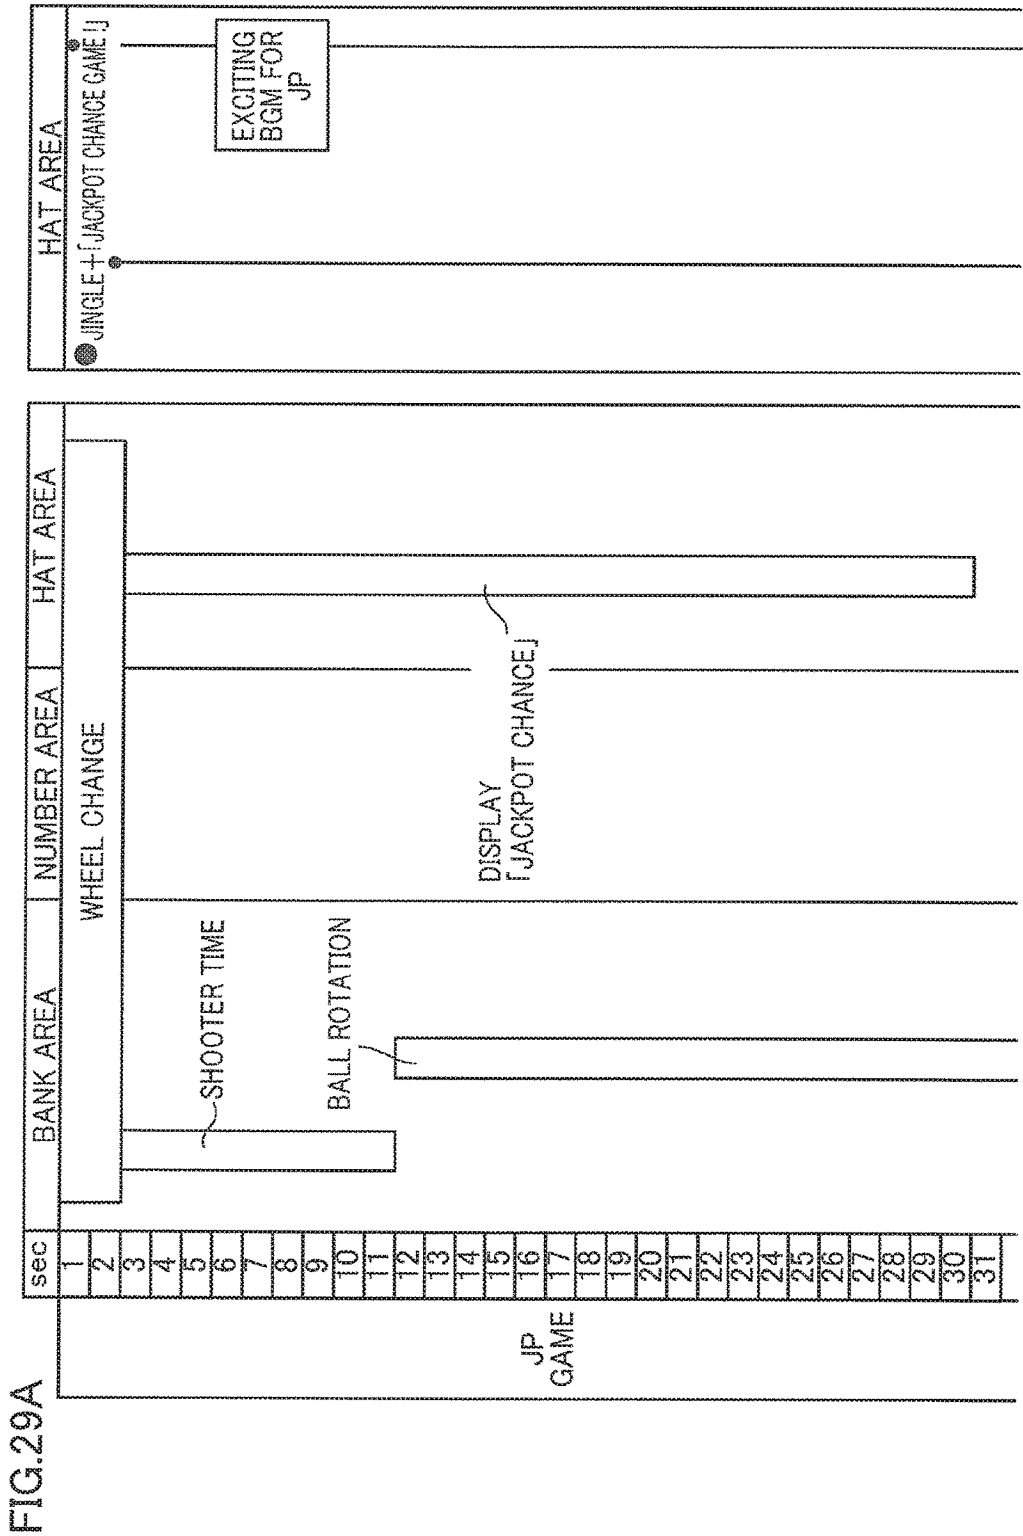 FIG.29A
sec
BANK AREA
NUMBER AREA
HAT AREA
HAT AREA
JP
GAME
1
2
3
4
5
6
7
8
9
10
11
12
13
14
15
16
17
18
19
20
21
22
23
24
25
26
27
28
29
30
31
WHEEL CHANGE
SHOOTER TIME
BALL ROTATION
DISPLAY
「JACKPOT CHANCE」
●JINGLE+「JACKPOT CHANCE GAME!」
EXCITING
BGM FOR
JP